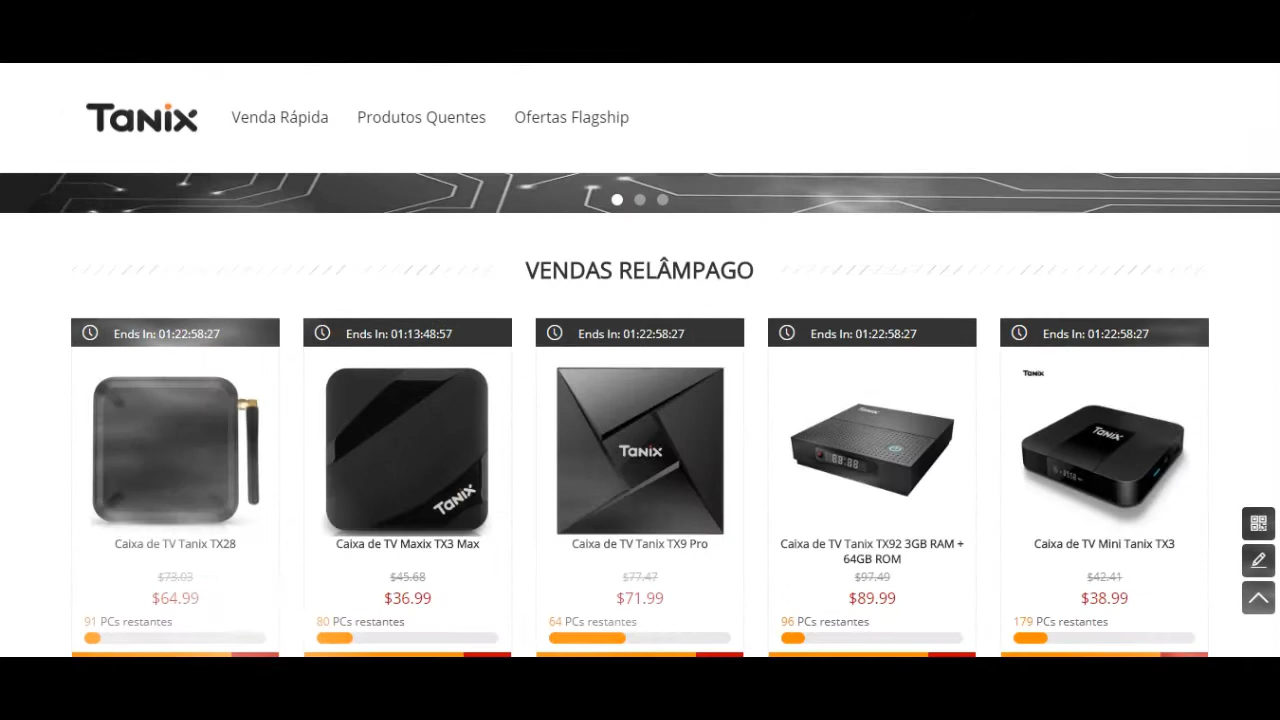 Tanix Venda Rápida Produtos Quentes Ofertas Flagship
VENDAS RELÂMPAGO
Ends In: 01:22:58:27
Ends In: 01:13:48:57
Ends In: 01:22:58:27
Ends In: 01:22:58:27
Ends In: 01:22:58:27
Tanix
Tanix
Tanix
Tanix
Tanix
Caixa de TV Tanix TX28
$73.03
$64.99
91 PCs restantes
Caixa de TV Maxix TX3 Max
$45.68
$36.99
80 PCs restantes
Caixa de TV Tanix TX9 Pro
$77.47
$71.99
64 PCs restantes
Caixa de TV Tanix TX92 3GB RAM +
64GB ROM
$97.49
$89.99
96 PCs restantes
Caixa de TV Mini Tanix TX3
$42.41
$38.99
179 PCs restantes